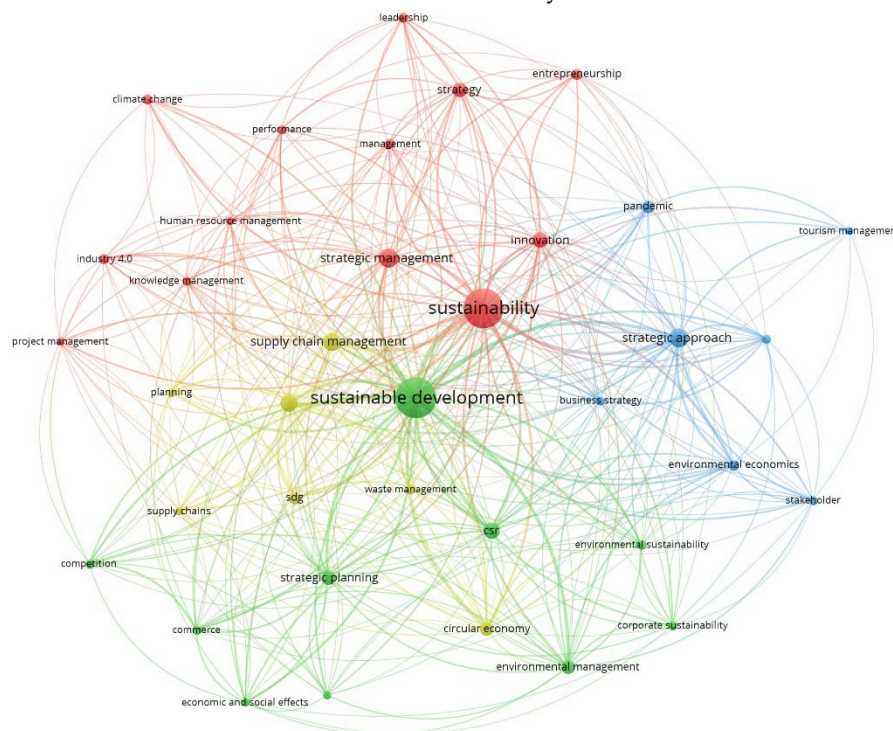 leadership
entrepreneurship
strategy
climate change
performance
management
human resource management
pandemic
tourism management
innovation
industry 4.0
strategic management
knowledge management
sustainability
project management
supply chain management
strategic approach
planning
sustainable development
business strategy
environmental economics
waste management
sdg
stakeholder
supply chains
csr
environmental sustainability
competition
strategic planning
commerce
circular economy
corporate sustainability
environmental management
economic and social effects